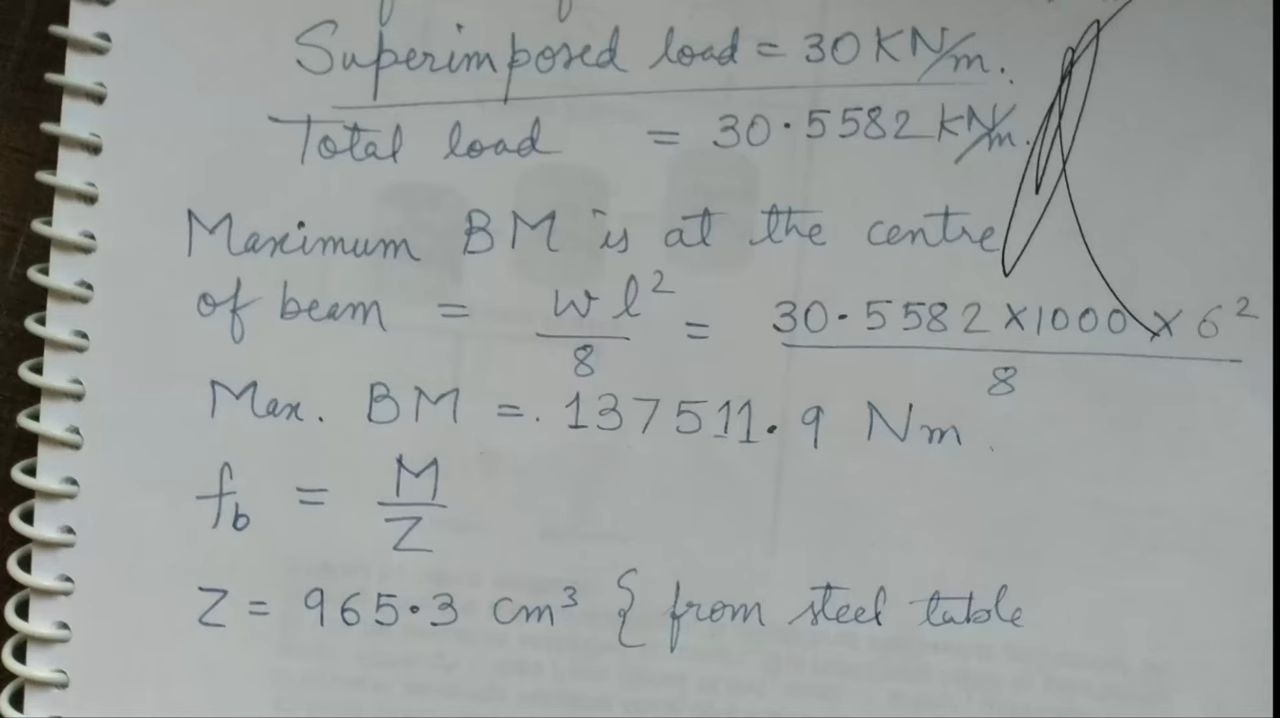 Superimposed load = 30 KN/m.
Total load = 30.5582 kN/m.
Maximum BM is at the centre
of beam = wl²/8 = 30.5582 x 1000 x 6²/8
Max. BM =. 137511.9 Nm.
fb = M/Z
Z = 965.3 cm³ { from steel table